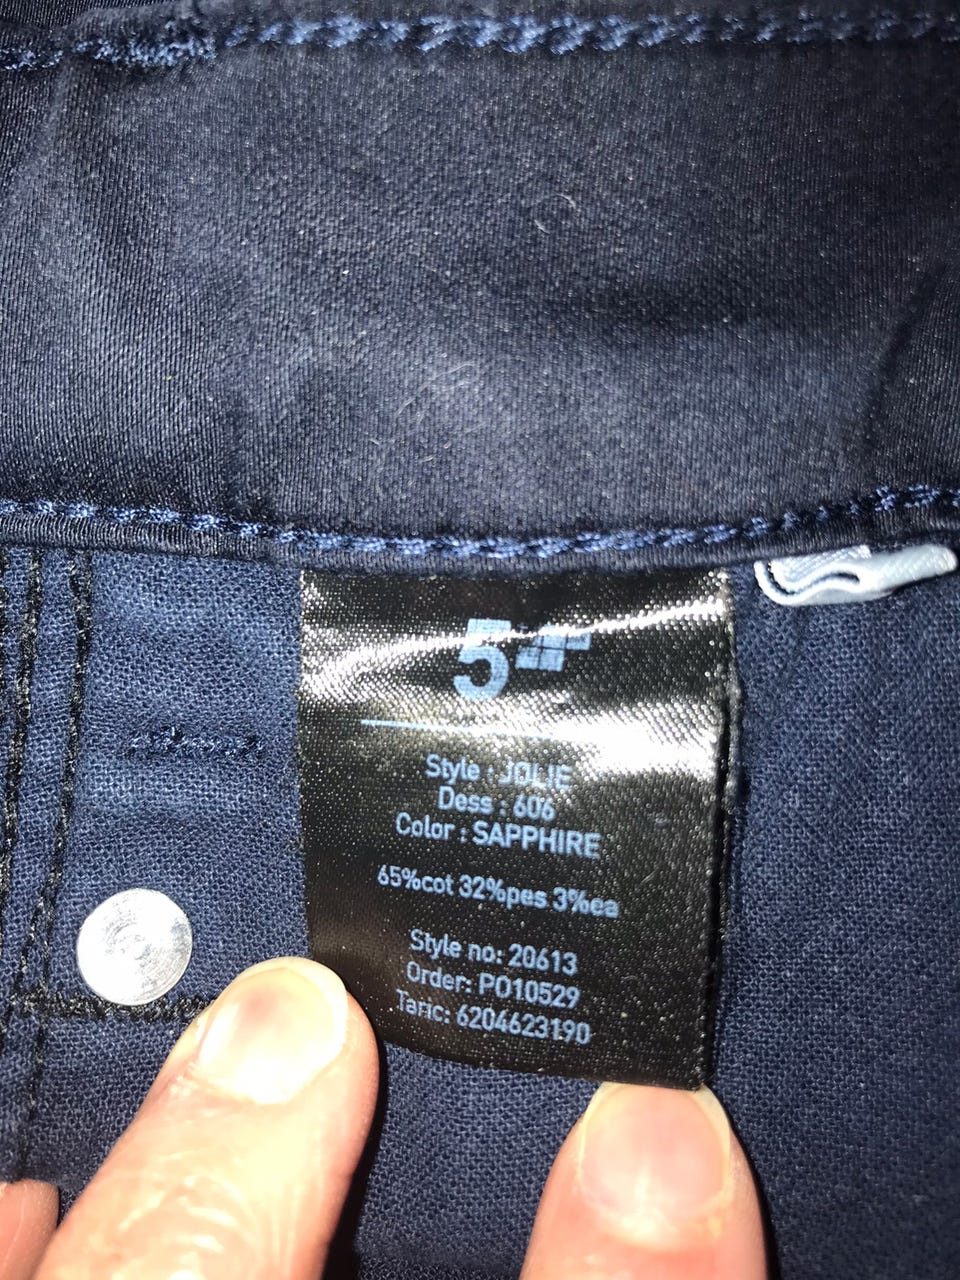 5
Style : JOLIE
Dess : 606
Color : SAPPHIRE
65%cot 32%pes 3%ea
Style no: 20613
Order: PO10529
Taric: 6204623190